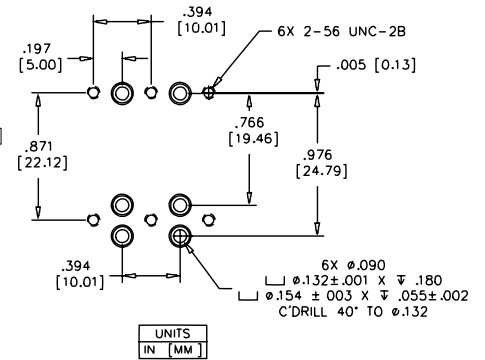 .394
[10.01]
6X 2-56 UNC-2B
.197
[5.00]
.005 [0.13]
.766
[19.46]
.871
[22.12]
.976
[24.79]
]
.394
[10.01]
6X ø.090
⌴ ø.132±.001 X ↧ .180
⌴ ø.154 ± 003 X ↧ .055±.002
C'DRILL 40° TO ø.132
UNITS
IN [MM]